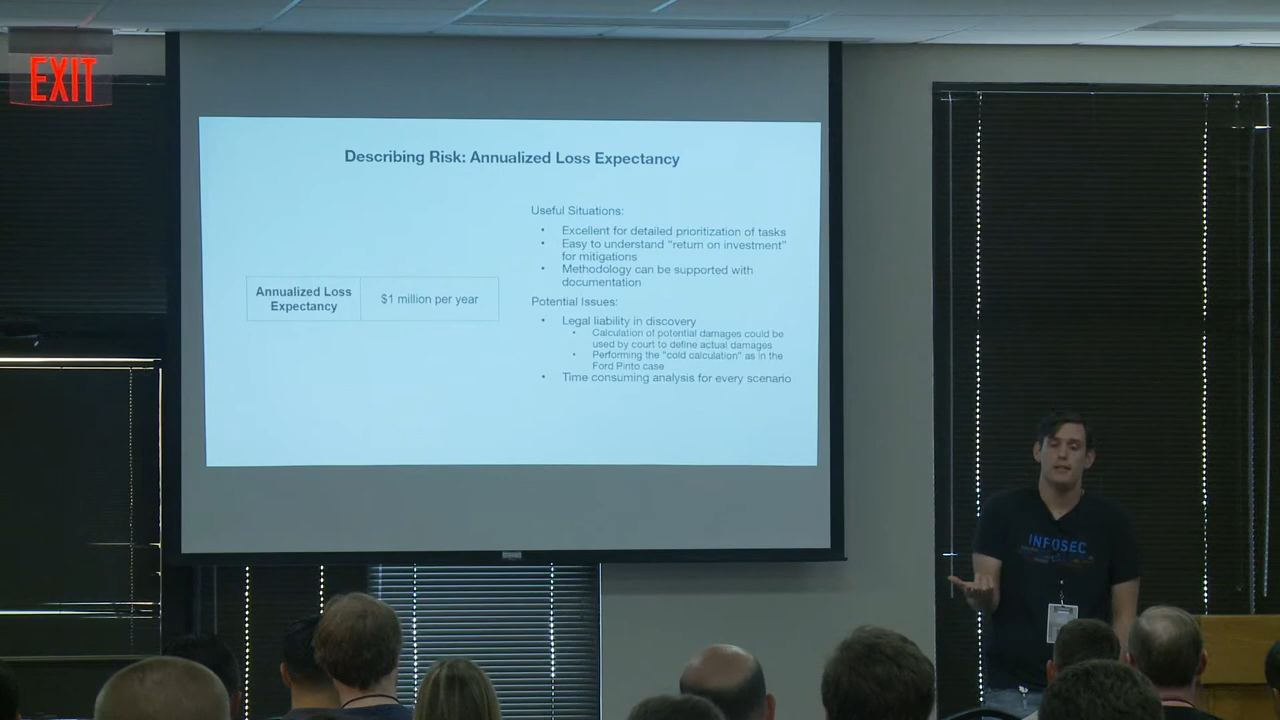 EXIT
Describing Risk: Annualized Loss Expectancy
Useful Situations:
• Excellent for detailed prioritization of tasks
• Easy to understand "return on investment"
for mitigations
• Methodology can be supported with
documentation
Annualized Loss
Expectancy
$1 million per year
Potential Issues:
• Legal liability in discovery
• Calculation of potential damages could be
used by court to define actual damages
• Performing the "cold calculation" as in the
Ford Pinto case
• Time consuming analysis for every scenario
INFOSEC